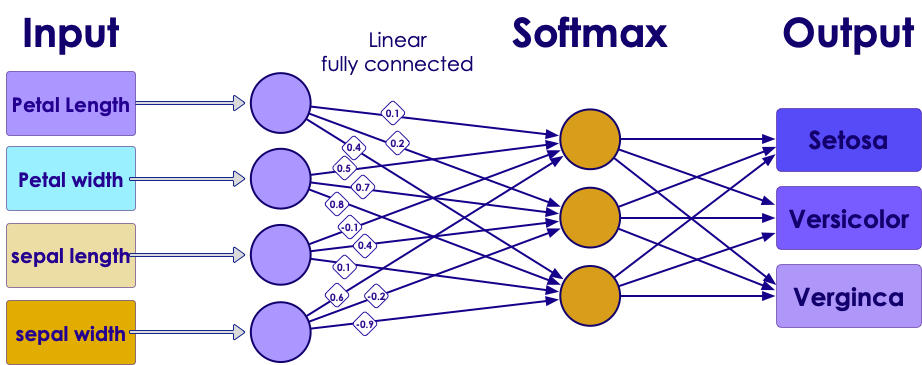 Input
Softmax
Output
Linear
fully connected
Petal Length
Petal width
sepal length
sepal width
0.1
0.2
0.4
0.5
0.7
0.8
-0.1
0.4
0.1
0.6
-0.2
-0.9
Setosa
Versicolor
Verginca